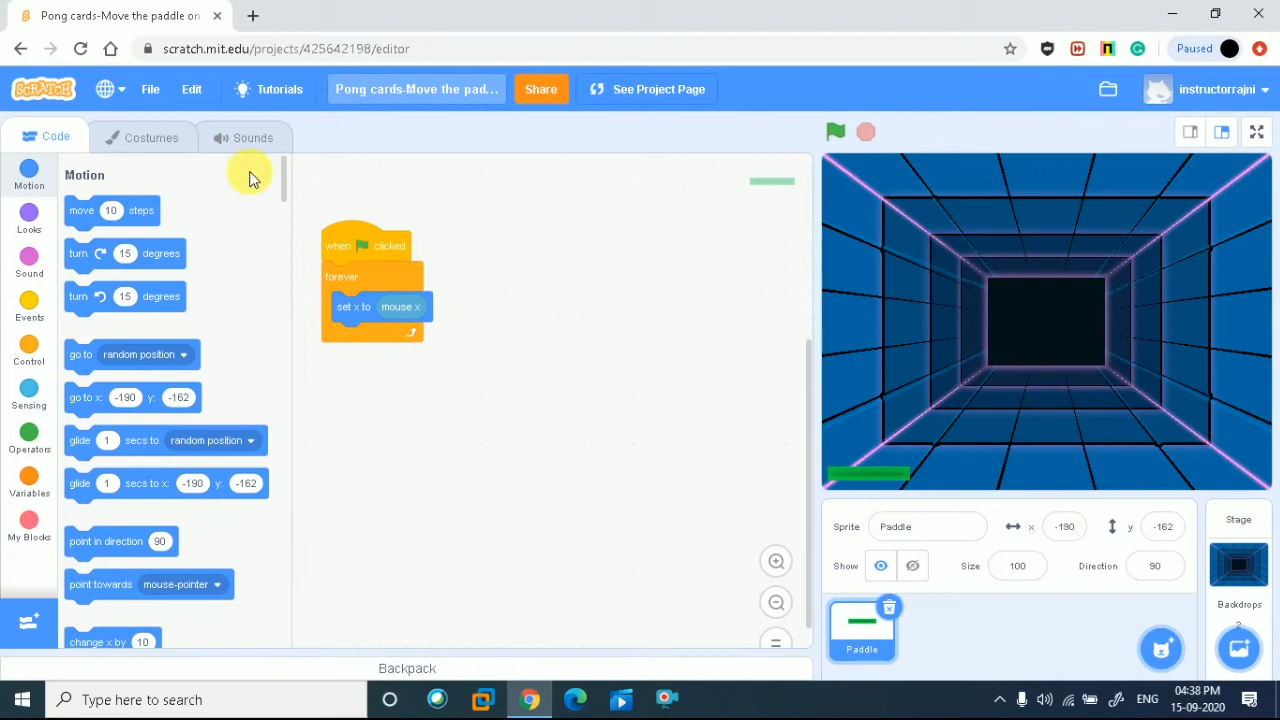 Pong cards-Move the paddle on
scratch.mit.edu/projects/425642198/editor
Paused
SCRATCH
File
Edit
Tutorials
Pong cards-Move the pad...
Share
See Project Page
instructorrajni
Code
Costumes
Sounds
Motion
Looks
Sound
Events
Control
Sensing
Operators
Variables
My Blocks
Motion
move 10 steps
turn 15 degrees
turn 15 degrees
go to random position
go to x: -190 y: -162
glide 1 secs to random position
glide 1 secs to x: -190 y: -162
point in direction 90
point towards mouse-pointer
change x by 10
when clicked
forever
set x to mouse x
Sprite Paddle x -190 y -162
Show Size 100 Direction 90
Paddle
Stage
Backdrops
2
Backpack
Type here to search
ENG
04:38 PM
15-09-2020